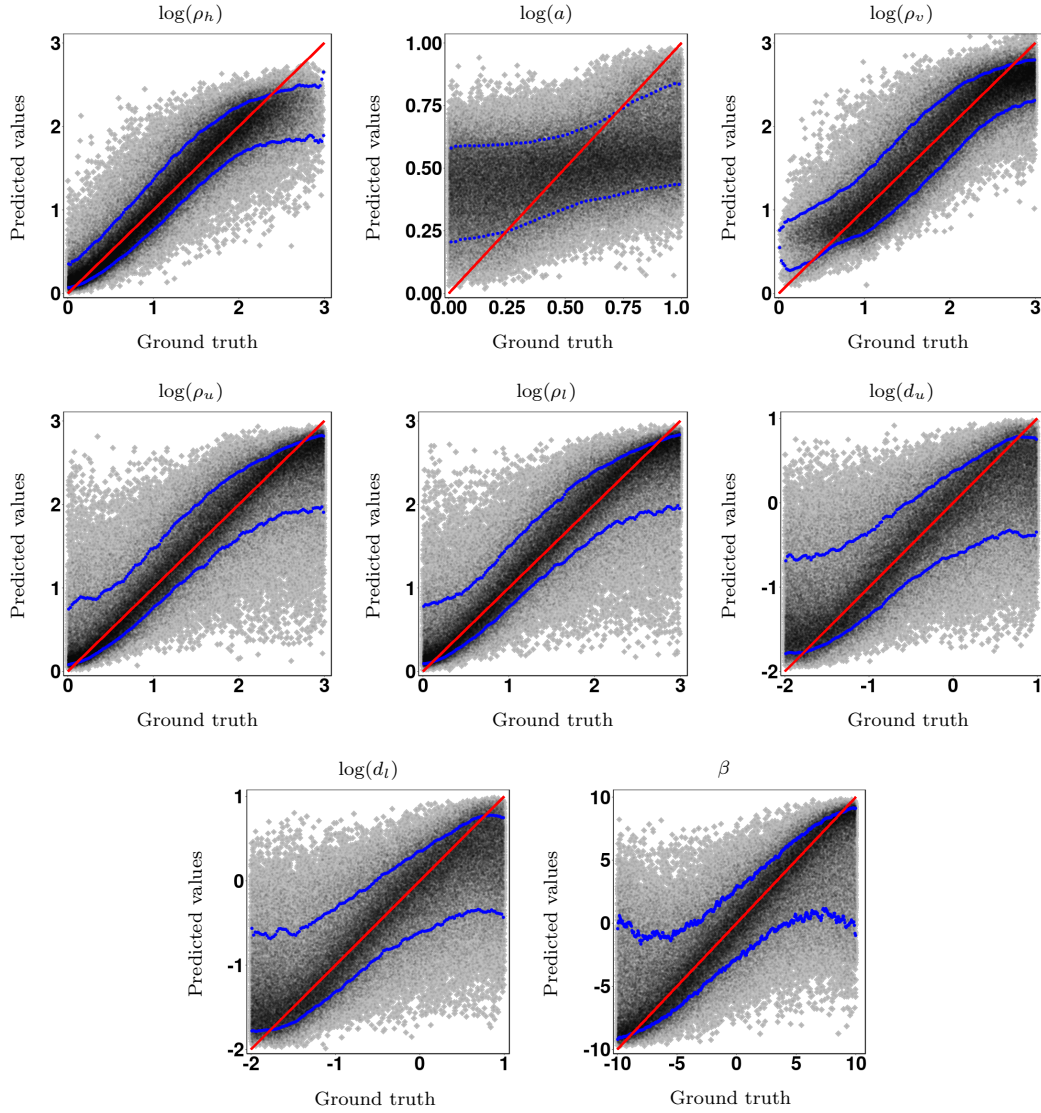 log(ρh) log(a) log(ρv)
3 1.00 3
2 0.75 2
0.50
1 0.25 1
0 0.00 0
Predicted values Predicted values Predicted values
0 1 2 3 0.00 0.25 0.50 0.75 1.0 0 1 2 3
Ground truth Ground truth Ground truth
log(ρu) log(ρl) log(du)
3 3 1
2 2 0
1 1 -1
0 0 -2
Predicted values Predicted values Predicted values
0 1 2 3 0 1 2 3 -2 -1 0 1
Ground truth Ground truth Ground truth
log(dl) β
1 10
0 5
0
-1 -5
-2 -10
Predicted values Predicted values
-2 -1 0 1 -10 -5 0 5 10
Ground truth Ground truth